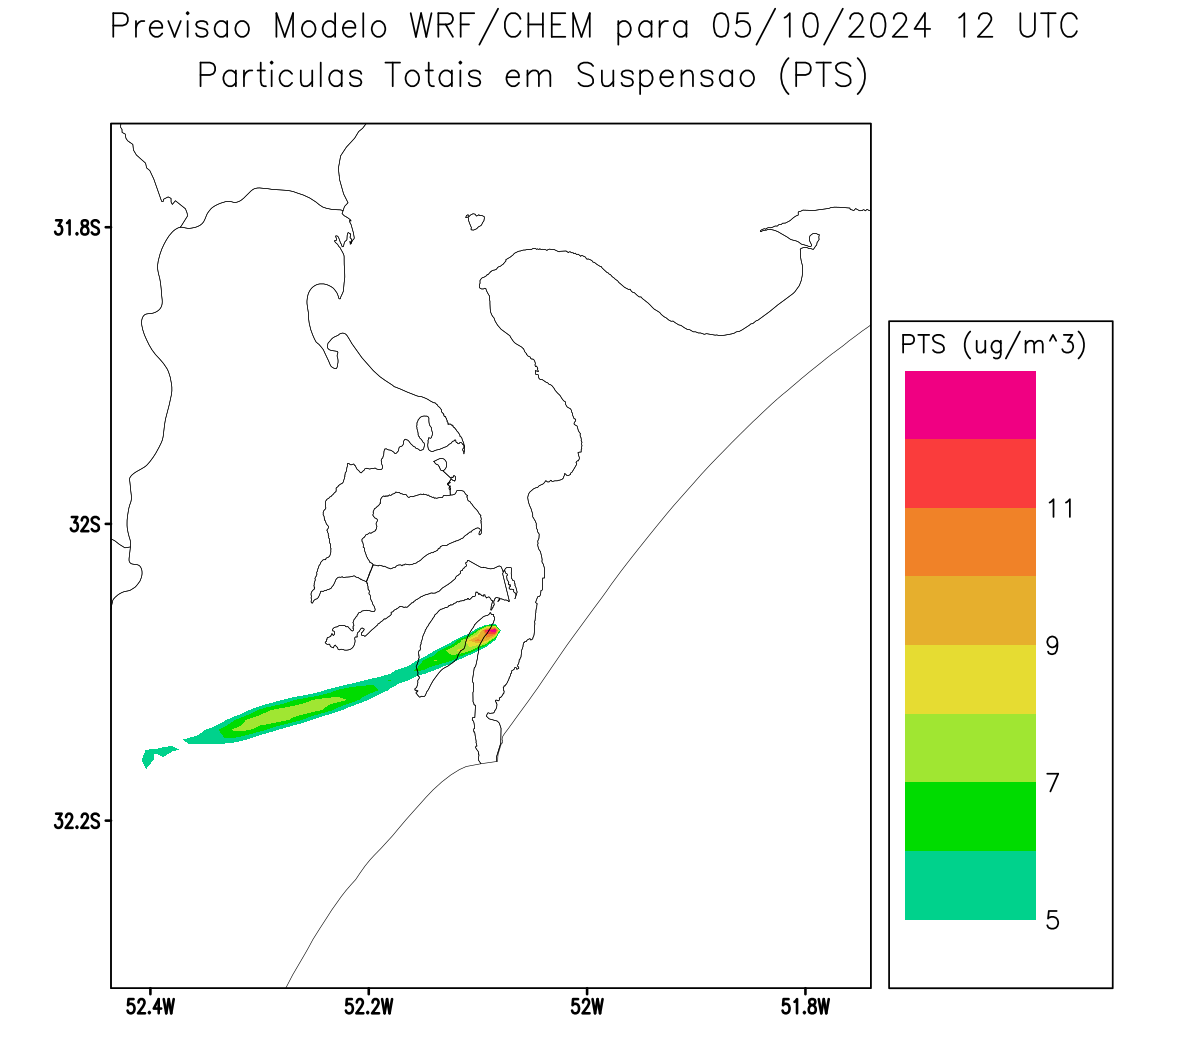 Previsao Modelo WRF/CHEM para 05/10/2024 12 UTC
Particulas Totais em Suspensao (PTS)
31.8S
32S
32.2S
52.4W 52.2W 52W 51.8W
PTS (ug/m^3)
11
9
7
5